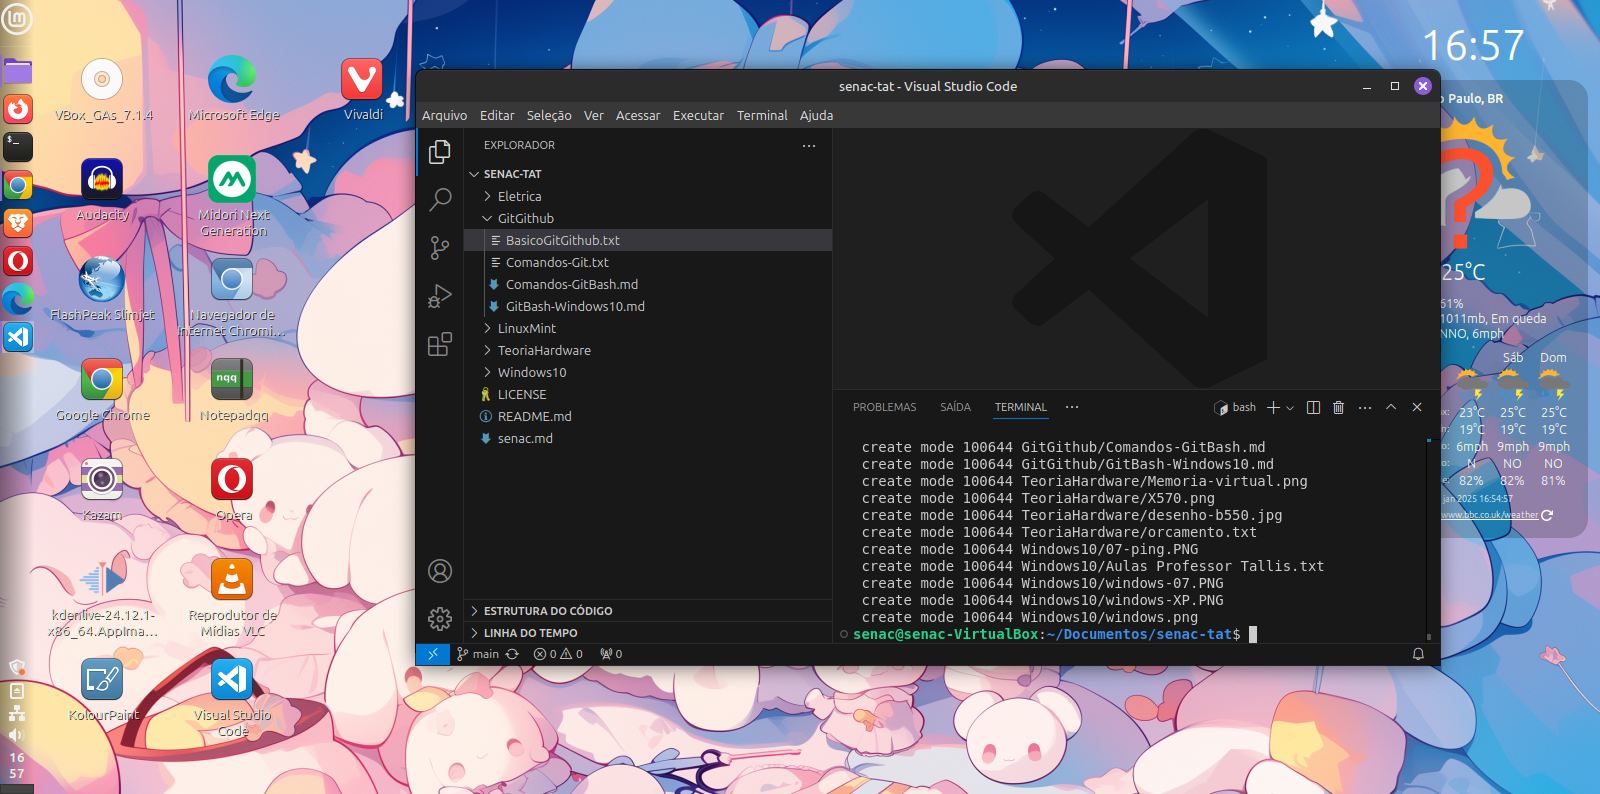 lm
16:57
VBox_GAs_7.1.4
Microsoft Edge
Vivaldi
Audacity
Midori Next
Generation
FlashPeak Slimjet
Navegador de
Internet Chromi...
Google Chrome
nqq
Notepadqq
Kazam
Opera
kdenlive-24.12.1-
x86_64.AppIma...
Reprodutor de
Mídias VLC
KolourPaint
Visual Studio
Code
16
57
senac-tat - Visual Studio Code
Arquivo Editar Seleção Ver Acessar Executar Terminal Ajuda
EXPLORADOR
SENAC-TAT
Eletrica
GitGithub
BasicoGitGithub.txt
Comandos-Git.txt
Comandos-GitBash.md
GitBash-Windows10.md
LinuxMint
TeoriaHardware
Windows10
LICENSE
README.md
senac.md
ESTRUTURA DO CÓDIGO
LINHA DO TEMPO
PROBLEMAS SAÍDA TERMINAL ... bash
create mode 100644 GitGithub/Comandos-GitBash.md
create mode 100644 GitGithub/GitBash-Windows10.md
create mode 100644 TeoriaHardware/Memoria-virtual.png
create mode 100644 TeoriaHardware/X570.png
create mode 100644 TeoriaHardware/desenho-b550.jpg
create mode 100644 TeoriaHardware/orcamento.txt
create mode 100644 Windows10/07-ping.PNG
create mode 100644 Windows10/Aulas Professor Tallis.txt
create mode 100644 Windows10/windows-07.PNG
create mode 100644 Windows10/windows-XP.PNG
create mode 100644 Windows10/windows.png
senac@senac-VirtualBox:~/Documentos/senac-tat$
main 0 0 0
o Paulo, BR
?
25°C
61%
1011mb, Em queda
NNO, 6mph
Sáb Dom
23°C 25°C 25°C
19°C 19°C 19°C
6mph 9mph 9mph
N NO NO
82% 82% 81%
jan 2025 16:54:57
www.bbc.co.uk/weather